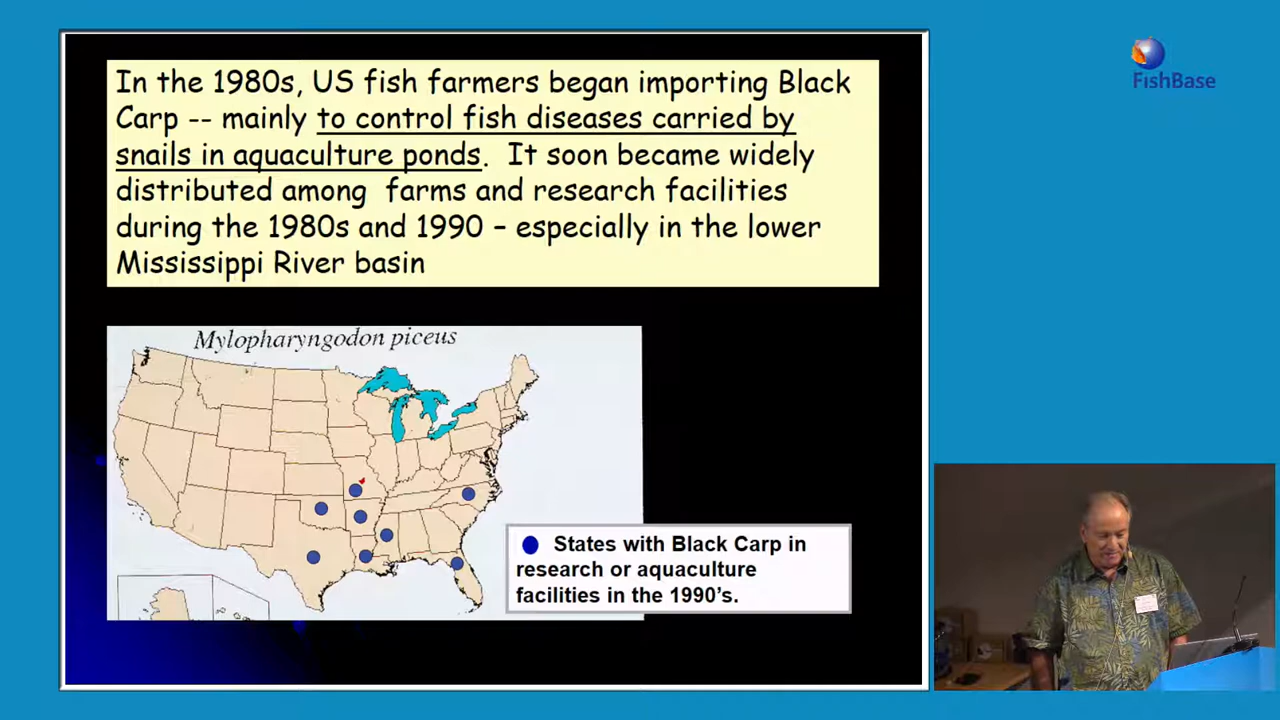 In the 1980s, US fish farmers began importing Black
Carp -- mainly to control fish diseases carried by
snails in aquaculture ponds. It soon became widely
distributed among farms and research facilities
during the 1980s and 1990 – especially in the lower
Mississippi River basin
Mylopharyngodon piceus
States with Black Carp in
research or aquaculture
facilities in the 1990's.
FishBase